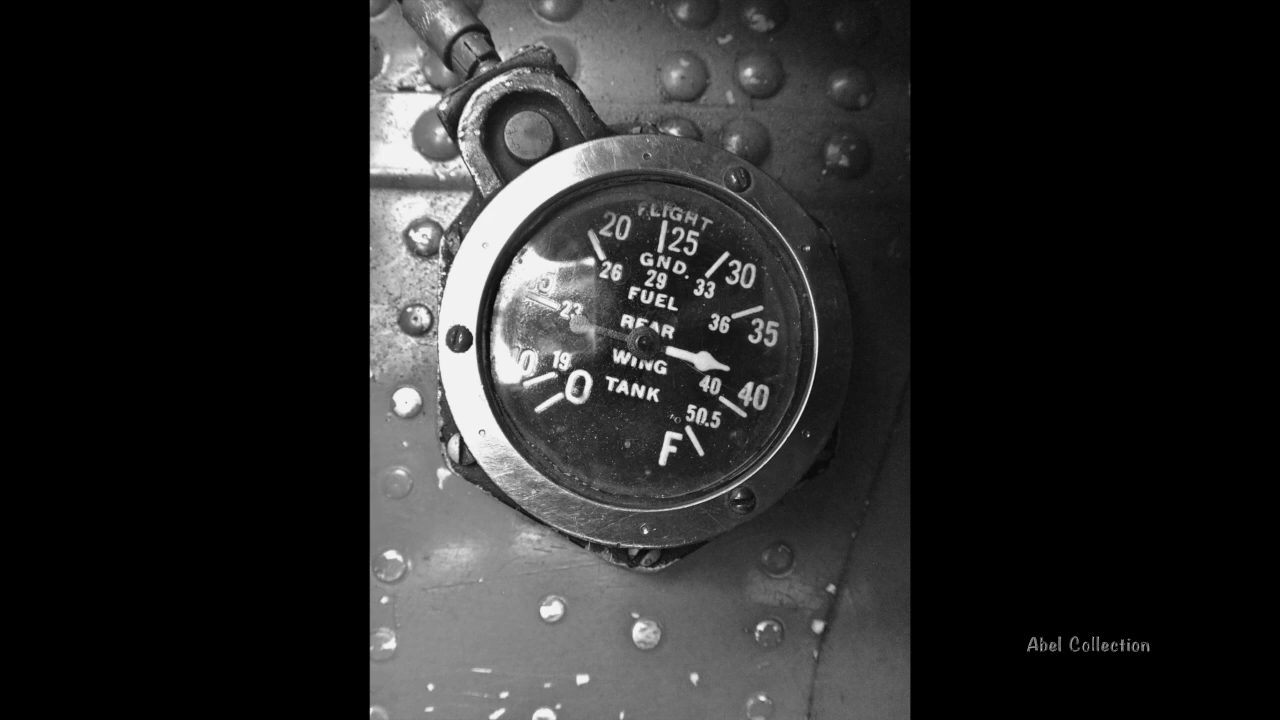 FLIGHT
20 25 30
GND.
26 29 33
FUEL
23 REAR 36 35
19 WING
0 TANK 40 40
50.5
F
Abel Collection